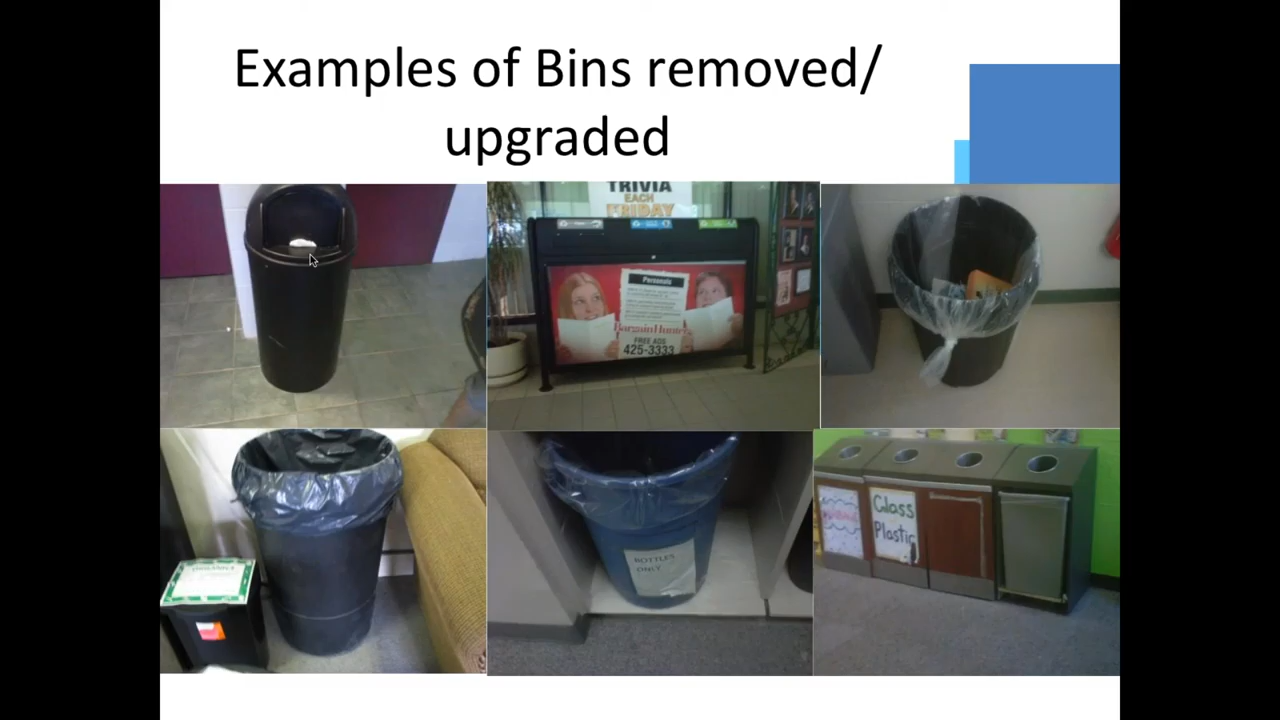 Examples of Bins removed/
upgraded
TRIVIA
EACH
FRIDAY
Personals
BargainHunter
FREE ADS
425-3333
BOTTLES
ONLY
Glass
Plastic